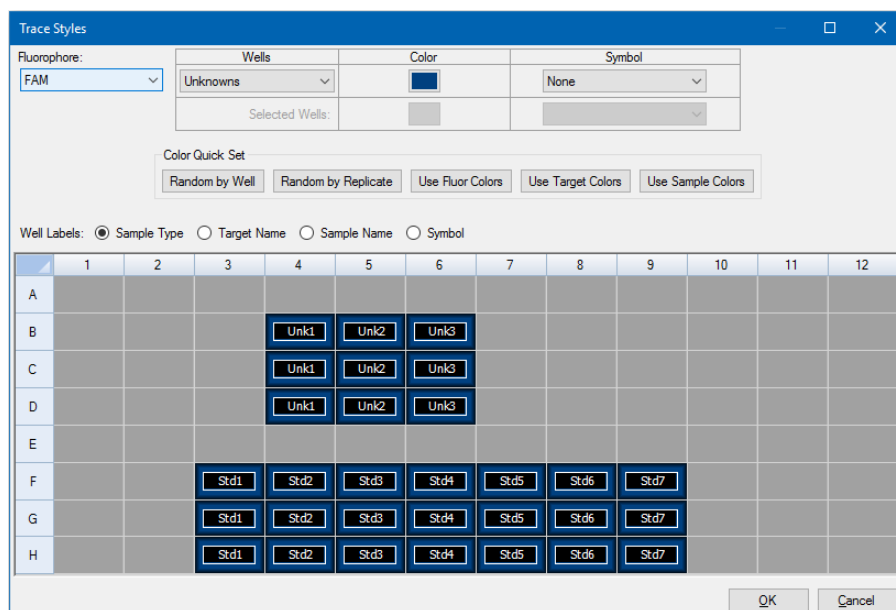 Trace Styles
Fluorophore:
FAM
Wells Color Symbol
Unknowns None
Selected Wells:
Color Quick Set
Random by Well Random by Replicate Use Fluor Colors Use Target Colors Use Sample Colors
Well Labels: Sample Type Target Name Sample Name Symbol
1 2 3 4 5 6 7 8 9 10 11 12
A
B Unk1 Unk2 Unk3
C Unk1 Unk2 Unk3
D Unk1 Unk2 Unk3
E
F Std1 Std2 Std3 Std4 Std5 Std6 Std7
G Std1 Std2 Std3 Std4 Std5 Std6 Std7
H Std1 Std2 Std3 Std4 Std5 Std6 Std7
OK Cancel